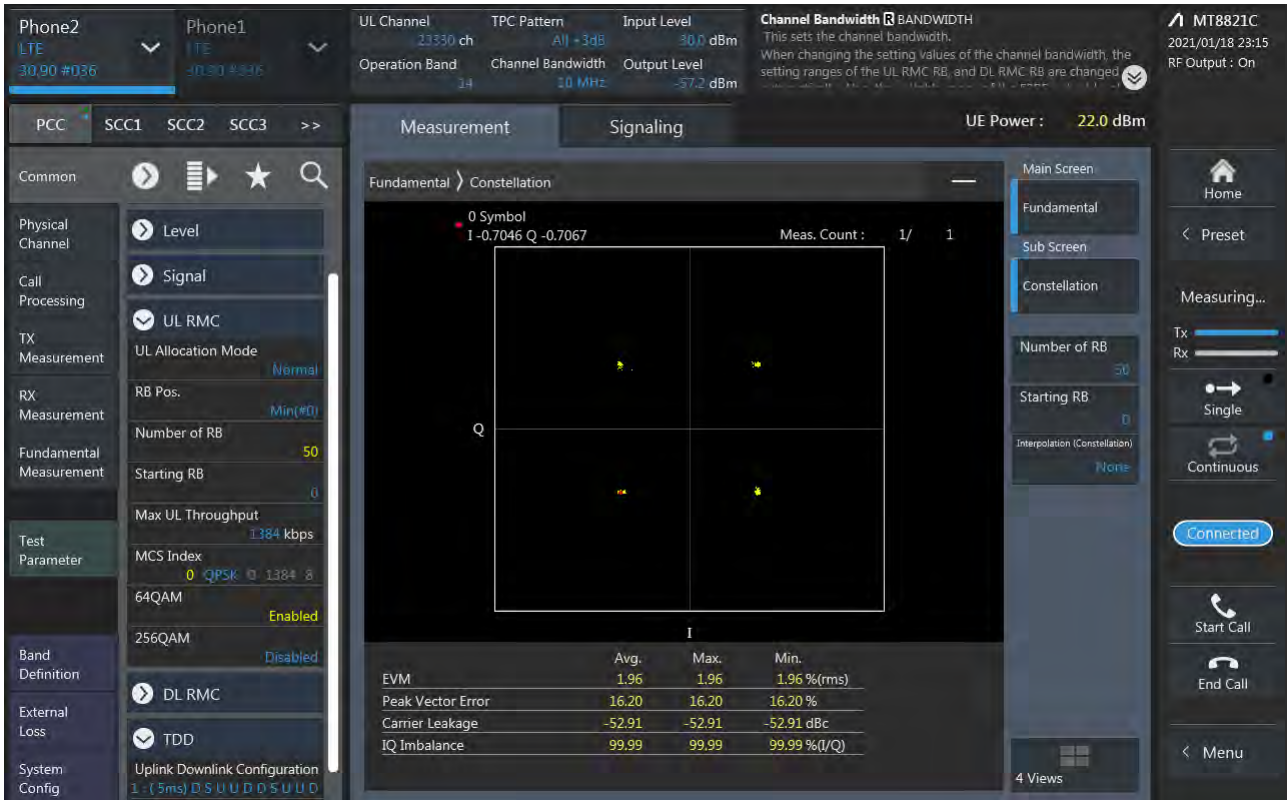 Phone2
LTE
30.90 #036
Phone1
LTE
30.90 #536
UL Channel
23330 ch
TPC Pattern
All +3dB
Input Level
30.0 dBm
Operation Band
14
Channel Bandwidth
10 MHz
Output Level
-57.2 dBm
Channel Bandwidth R BANDWIDTH
This sets the channel bandwidth.
When changing the setting values of the channel bandwidth, the
setting ranges of the UL RMC RB, and DL RMC RB are changed
MT8821C
2021/01/18 23:15
RF Output : On
PCC SCC1 SCC2 SCC3 >>
Measurement
Signaling
UE Power : 22.0 dBm
Common
Physical
Channel
Call
Processing
TX
Measurement
RX
Measurement
Fundamental
Measurement
Test
Parameter
Band
Definition
External
Loss
System
Config
Level
Signal
UL RMC
UL Allocation Mode
Normal
RB Pos.
Min(#0)
Number of RB
50
Starting RB
0
Max UL Throughput
1384 kbps
MCS Index
0 QPSK 0 1384 8
64QAM
Enabled
256QAM
Disabled
DL RMC
TDD
Uplink Downlink Configuration
1 : ( 5ms) D S U U D D S U U D
Fundamental 〉 Constellation
0 Symbol
I -0.7046 Q -0.7067
Meas. Count : 1/ 1
Q
I
Avg. Max. Min.
EVM 1.96 1.96 1.96 %(rms)
Peak Vector Error 16.20 16.20 16.20 %
Carrier Leakage -52.91 -52.91 -52.91 dBc
IQ Imbalance 99.99 99.99 99.99 %(I/Q)
Main Screen
Fundamental
Sub Screen
Constellation
Number of RB
50
Starting RB
0
Interpolation (Constellation)
None
4 Views
Home
< Preset
Measuring...
Tx
Rx
Single
Continuous
Connected
Start Call
End Call
< Menu